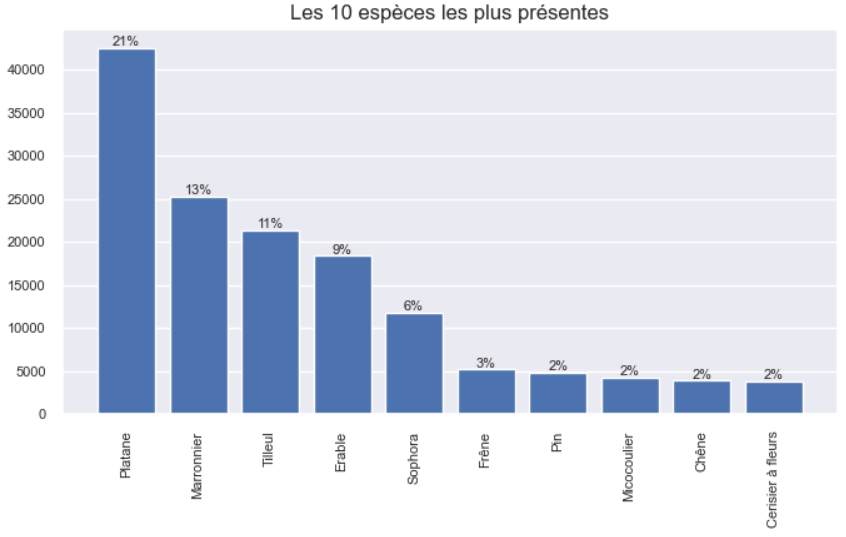 Les 10 espèces les plus présentes
40000
35000
30000
25000
20000
15000
10000
5000
0
21%
13%
11%
9%
6%
3%
2%
2%
2%
2%
Platane
Marronnier
Tilleul
Erable
Sophora
Frêne
Pin
Micocoulier
Chêne
Cerisier à fleurs